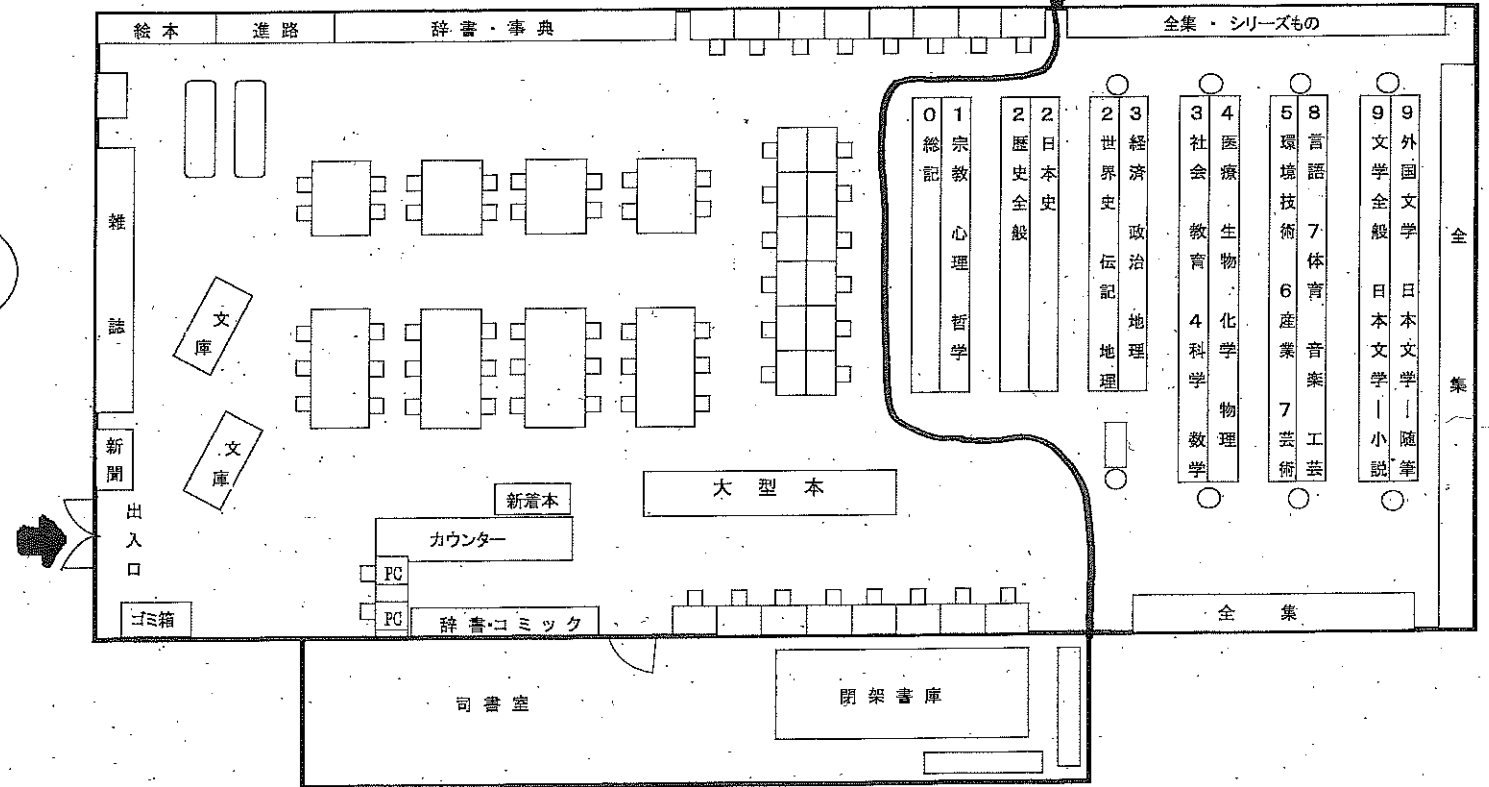 絵本
進路
辞書・事典
全集・シリーズもの
雑誌
文庫
文庫
新聞
出入口
ゴミ箱
新着本
カウンター
PC
PC
辞書・コミック
大型本
0 総記
1 宗教 心理 哲学
2 歴史全般
2 日本史
2 世界史 伝記 地理
3 経済 政治 地理
3 社会 教育 4 科学 数学
4 医療 生物 化学 物理
5 環境技術 6 産業 7 芸術
8 言語 7 体育 音楽 工芸
9 文学全般 日本文学ー小説
9 外国文学 日本文学ー随筆
全集
全集
司書室
閉架書庫